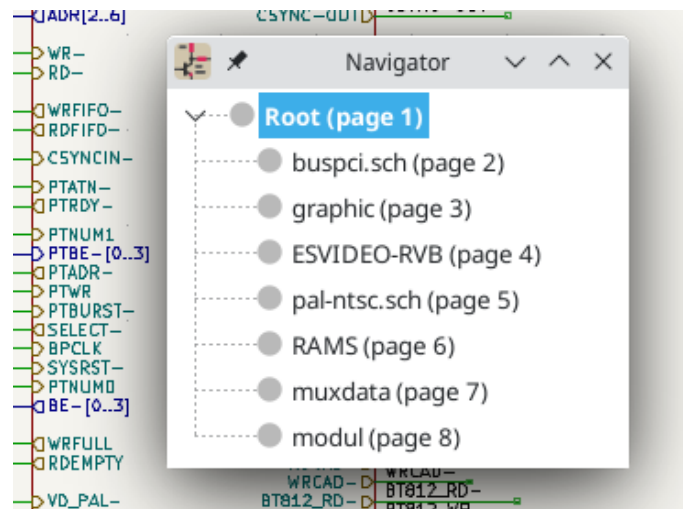 ADR[2..6]
CSYNC-OUT
WR-
RD-
Navigator
WRFIFO-
RDFIFO-
Root (page 1)
CSYNCIN-
buspci.sch (page 2)
PTATN-
PTRDY-
graphic (page 3)
PTNUM1
PTBE-[0..3]
ESVIDEO-RVB (page 4)
PTADR-
PTWR
pal-ntsc.sch (page 5)
PTBURST-
SELECT-
BPCLK
RAMS (page 6)
SYSRST-
PTNUM0
muxdata (page 7)
BE-[0..3]
modul (page 8)
WRFULL
RDEMPTY
WRCAD-
WRCAD-
BT812_RD-
BT812_RD-
VD_PAL-